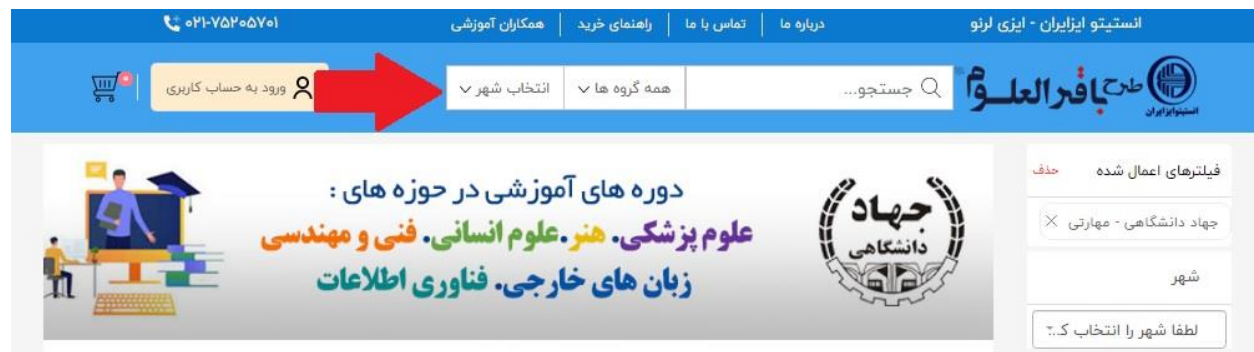 انستیتو ایزایران - ایزی لرنو
درباره ما | تماس با ما | راهنمای خرید | همکاران آموزشی
۰۲۱-۷۵۲۰۵۷۰۱
انستیتوایزایران
طرح باقرالعلوم
جستجو...
همه گروه ها
انتخاب شهر
ورود به حساب کاربری
۰
فیلترهای اعمال شده حذف
جهاد دانشگاهی - مهارتی ×
شهر
لطفا شهر را انتخاب ک...
جهاد
دانشگاهی
دوره های آموزشی در حوزه های :
علوم پزشکی. هنر. علوم انسانی. فنی و مهندسی
زبان های خارجی. فناوری اطلاعات